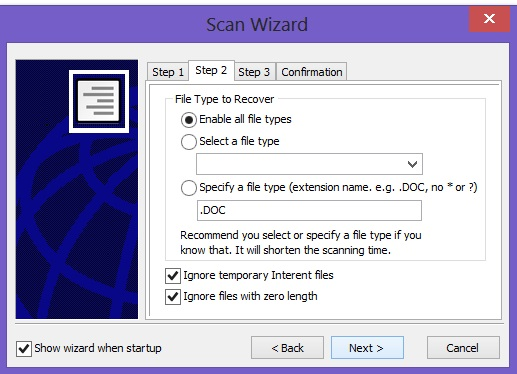 Scan Wizard
Step 1 Step 2 Step 3 Confirmation
File Type to Recover
Enable all file types
Select a file type
Specify a file type (extension name. e.g. .DOC, no * or ?)
.DOC
Recommend you select or specify a file type if you
know that. It will shorten the scanning time.
Ignore temporary Interent files
Ignore files with zero length
Show wizard when startup < Back Next > Cancel